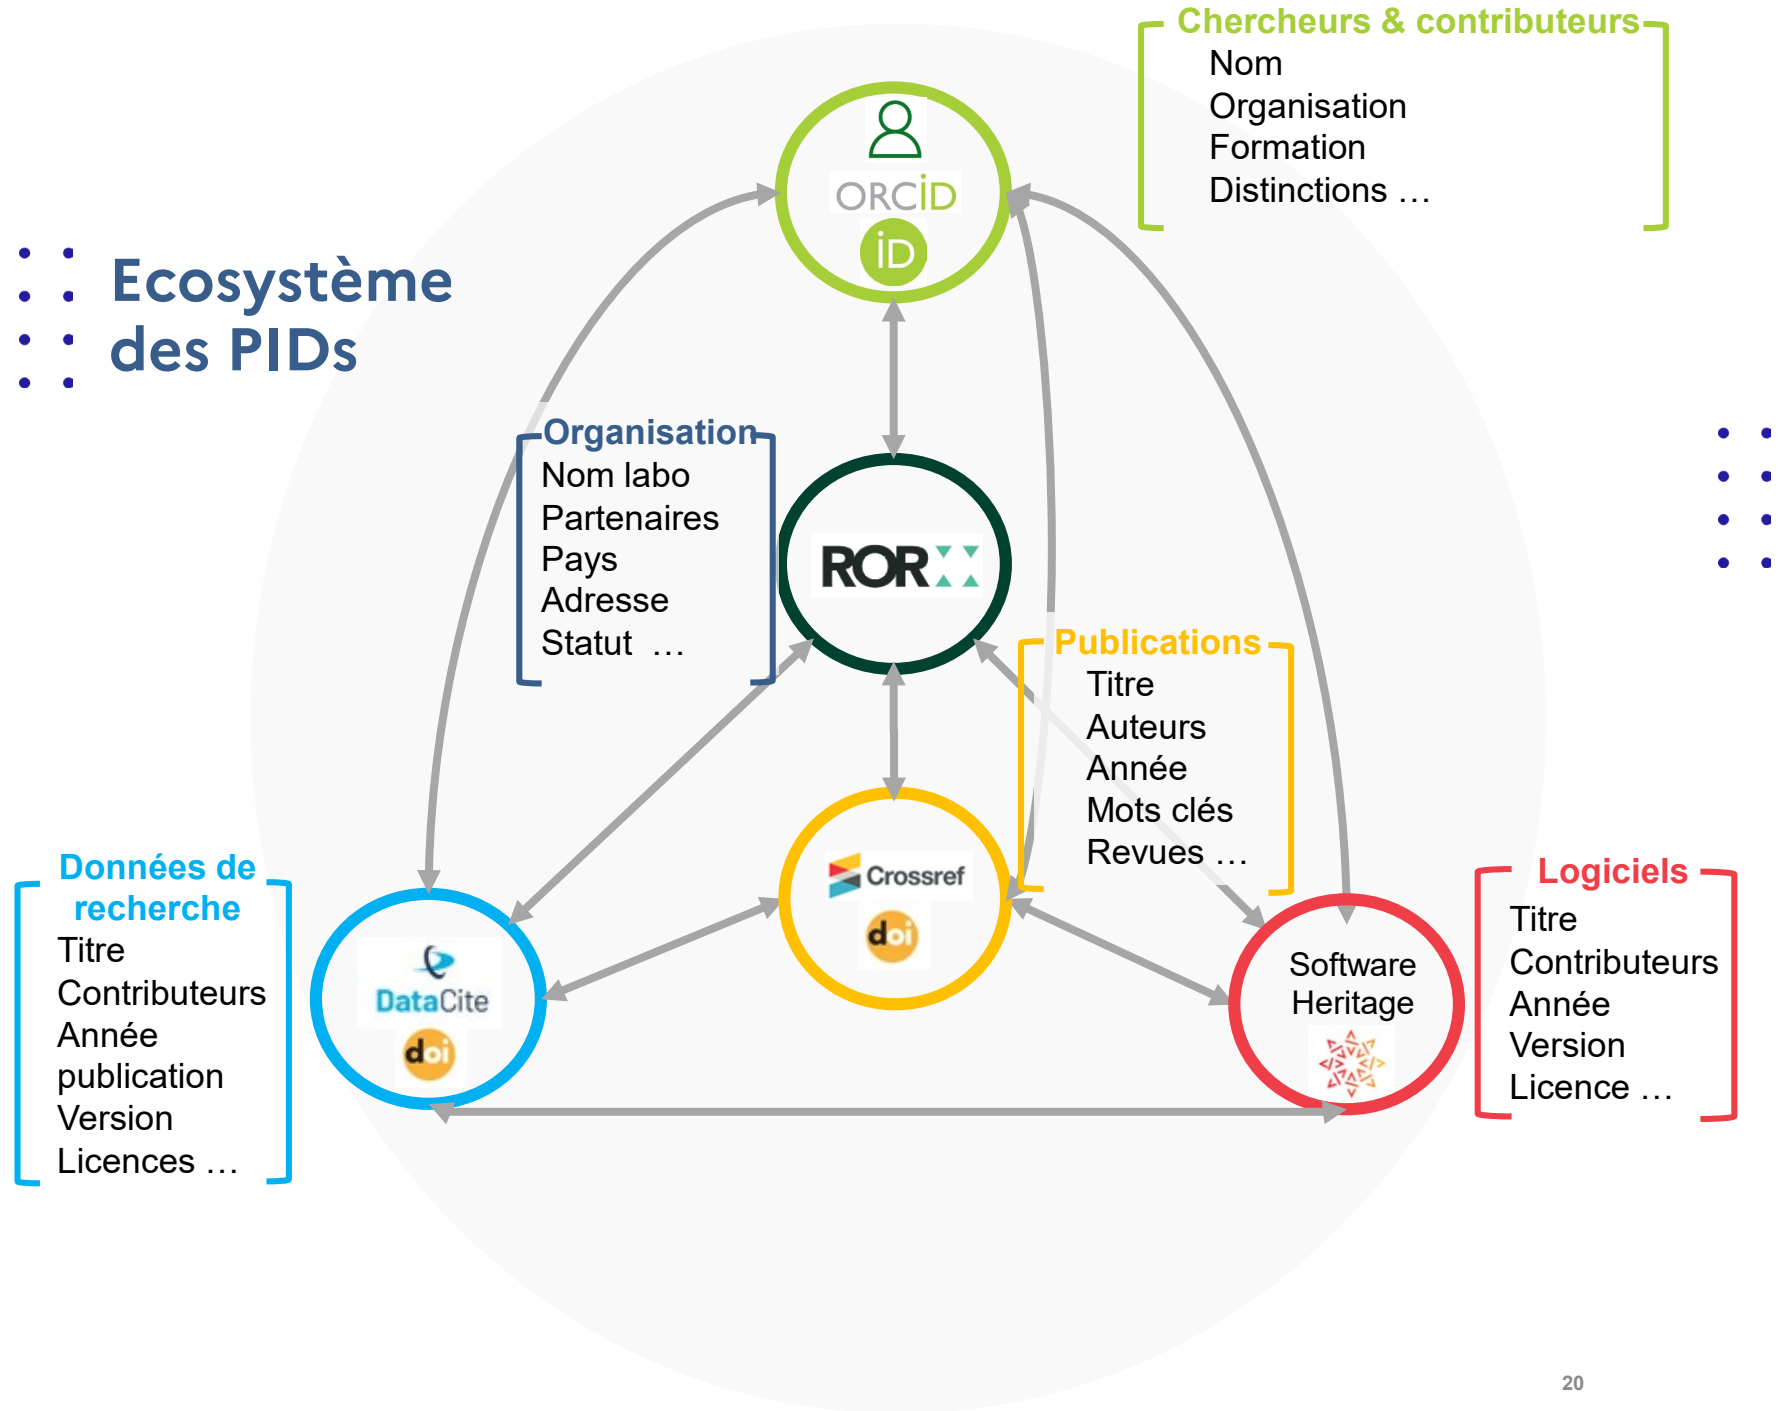 Chercheurs & contributeurs
Nom
Organisation
Formation
Distinctions …
ORCID
iD
Ecosystème
des PIDs
Organisation
Nom labo
Partenaires
Pays
Adresse
Statut …
ROR
Publications
Titre
Auteurs
Année
Mots clés
Revues …
Crossref
doi
Données de
recherche
Titre
Contributeurs
Année
publication
Version
Licences …
DataCite
doi
Software
Heritage
Logiciels
Titre
Contributeurs
Année
Version
Licence …
20